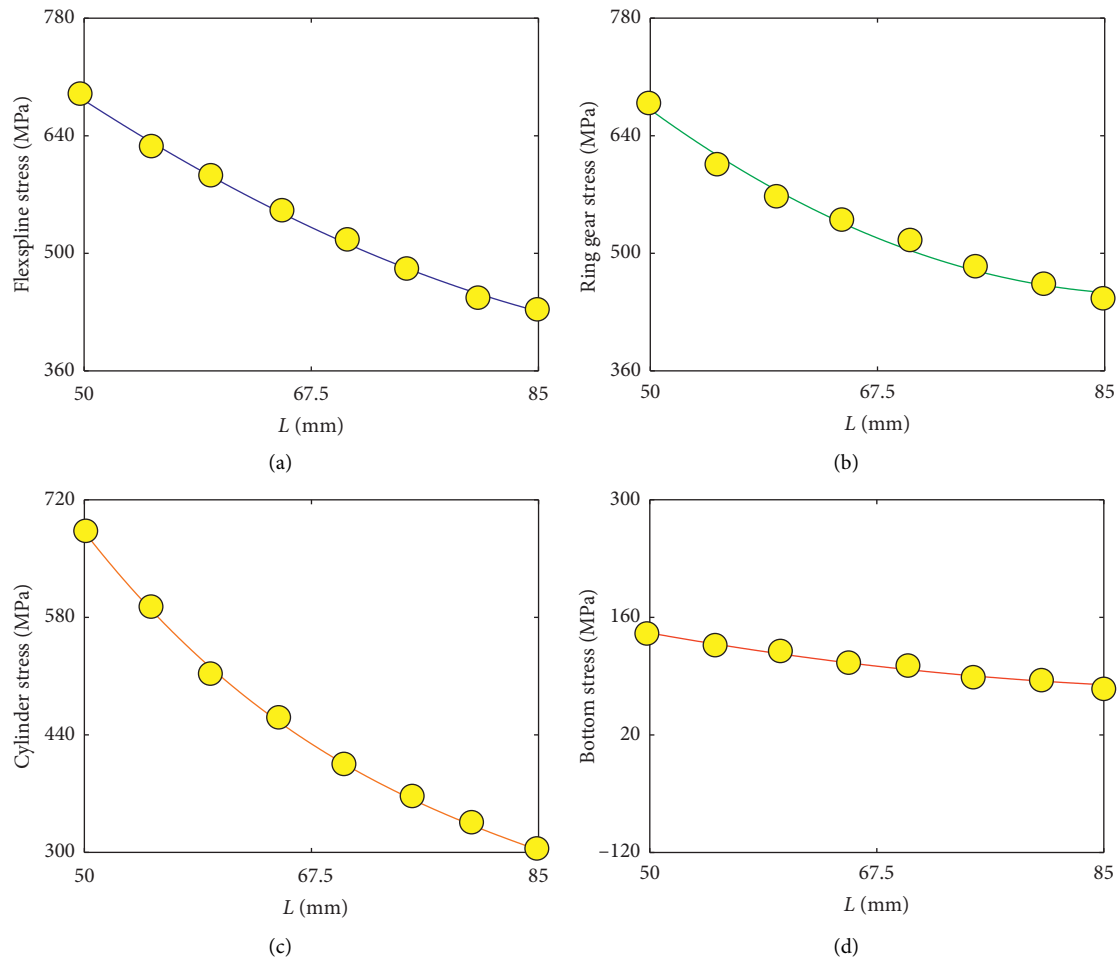 780
640
500
360
Flexspline stress (MPa)
50
67.5
85
L (mm)
(a)
780
640
500
360
Ring gear stress (MPa)
50
67.5
85
L (mm)
(b)
720
580
440
300
Cylinder stress (MPa)
50
67.5
85
L (mm)
(c)
300
160
20
–120
Bottom stress (MPa)
50
67.5
85
L (mm)
(d)